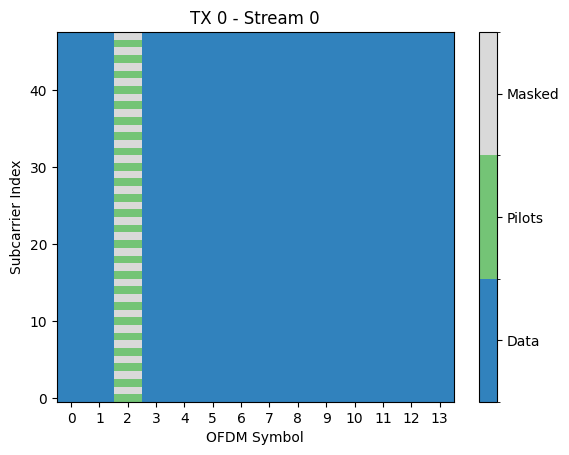 TX 0 - Stream 0
Subcarrier Index
40
30
20
10
0
0 1 2 3 4 5 6 7 8 9 10 11 12 13
OFDM Symbol
Masked
Pilots
Data